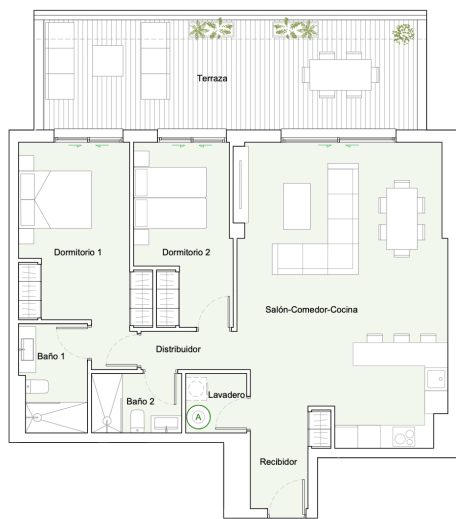 Terraza
Dormitorio 1
Dormitorio 2
Salón-Comedor-Cocina
Distribuidor
Baño 1
Baño 2
Lavadero
A
Recibidor